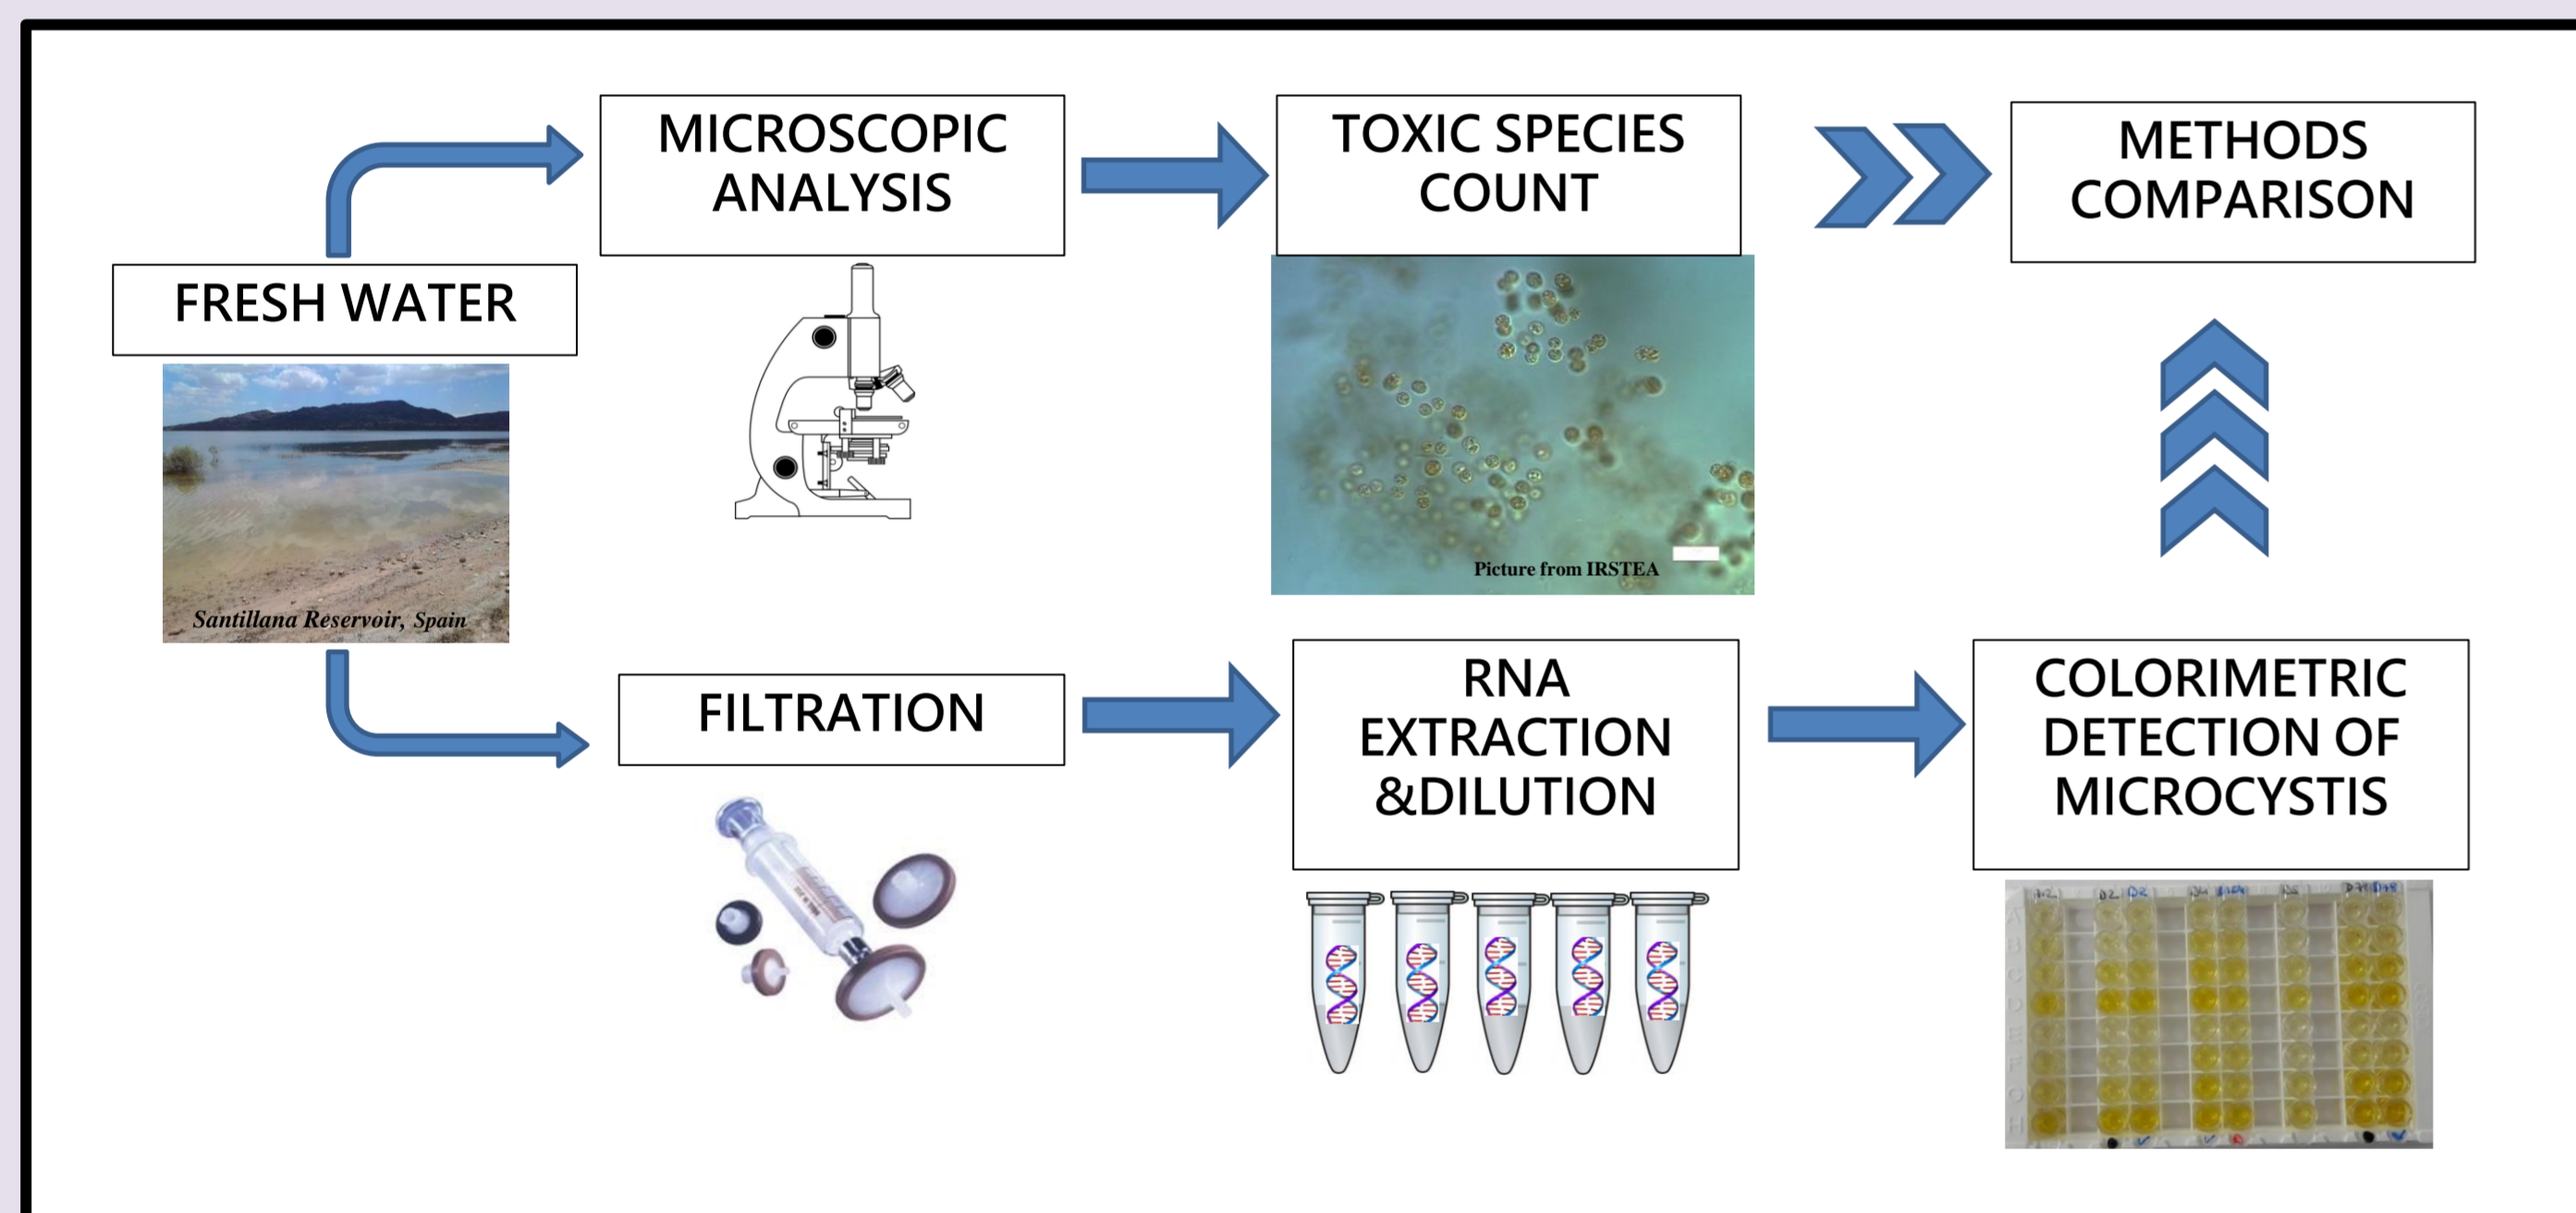 MICROSCOPIC
ANALYSIS
TOXIC SPECIES
COUNT
METHODS
COMPARISON
FRESH WATER
Santillana Reservoir, Spain
Picture from IRSTEA
FILTRATION
RNA
EXTRACTION
&DILUTION
COLORIMETRIC
DETECTION OF
MICROCYSTIS
A
B
C
D
E
F
G
H